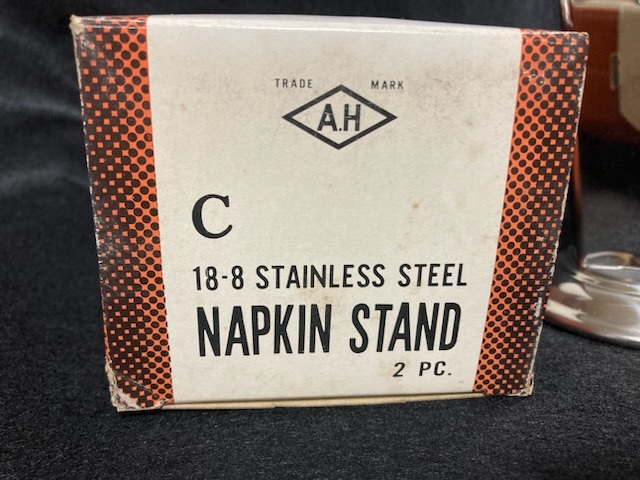 TRADE MARK
A.H
C
18-8 STAINLESS STEEL
NAPKIN STAND
2 PC.